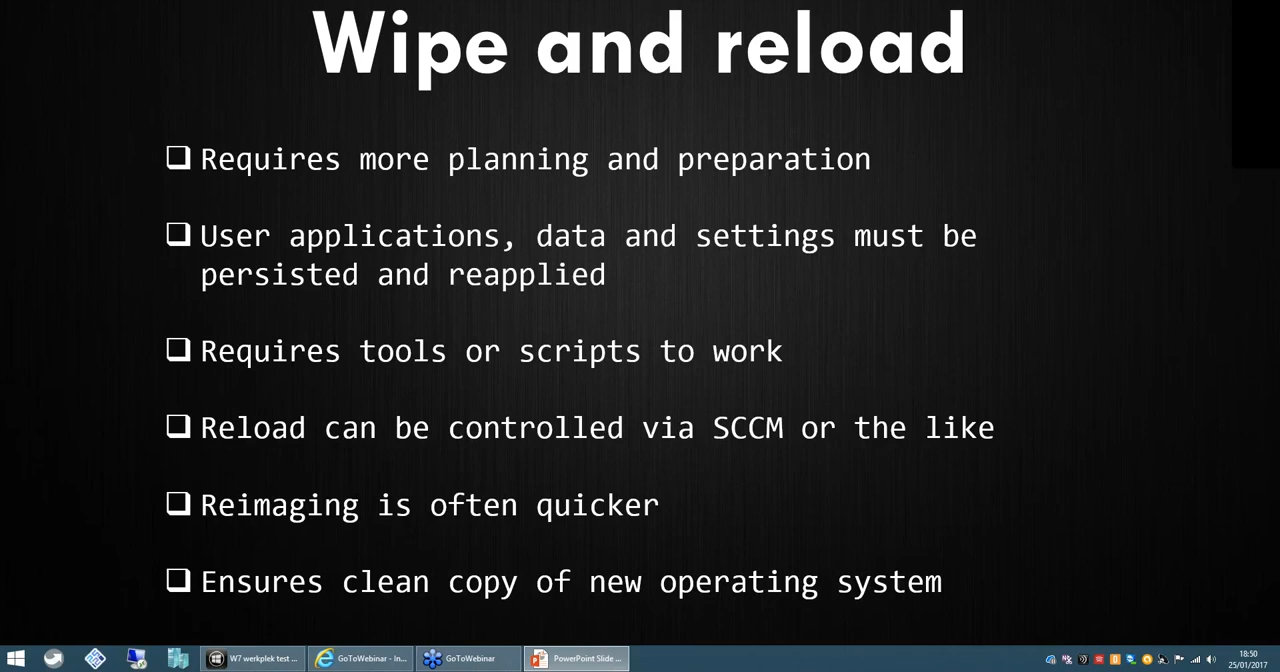 Wipe and reload
Requires more planning and preparation
User applications, data and settings must be
persisted and reapplied
Requires tools or scripts to work
Reload can be controlled via SCCM or the like
Reimaging is often quicker
Ensures clean copy of new operating system
W7 werkplek test ...
GoToWebinar - In...
GoToWebinar
PowerPoint Slide ...
18:50
25/01/2017